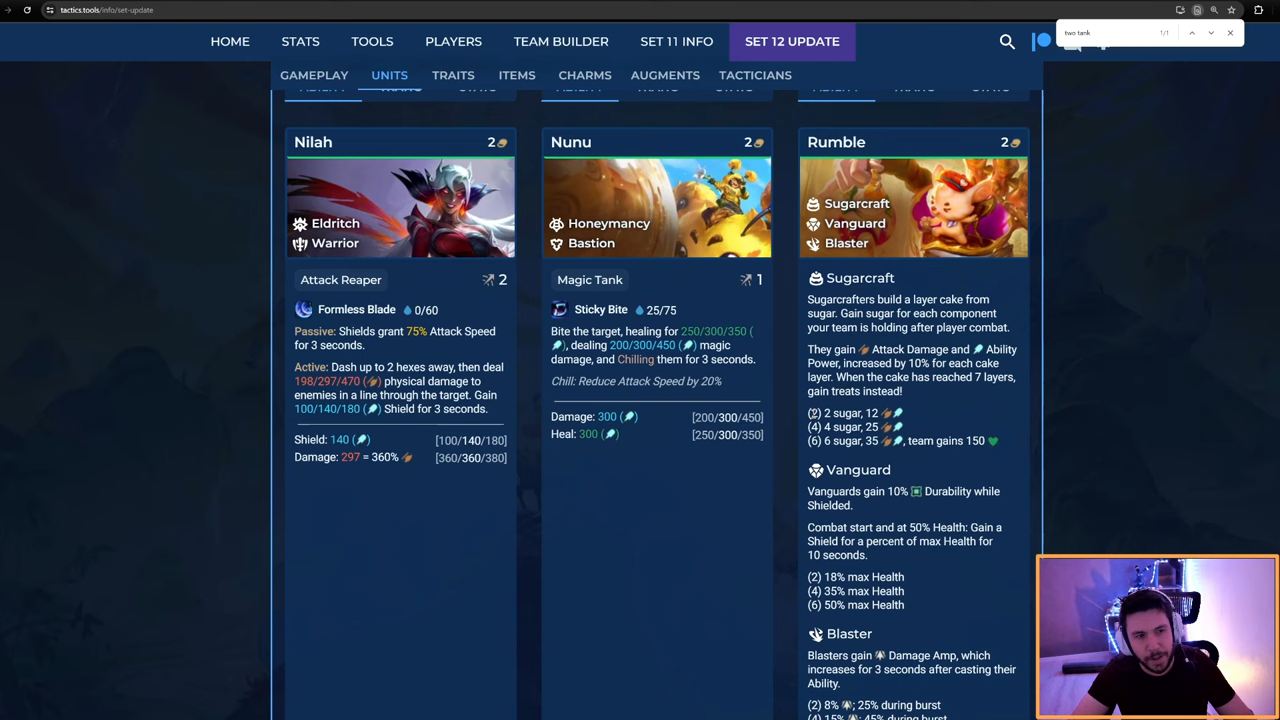 tactics.tools/info/set-update
two tank
1/1
HOME
STATS
TOOLS
PLAYERS
TEAM BUILDER
SET 11 INFO
SET 12 UPDATE
GAMEPLAY
UNITS
TRAITS
ITEMS
CHARMS
AUGMENTS
TACTICIANS
Nilah 2
Eldritch
Warrior
Attack Reaper 2
Formless Blade 0/60
Passive: Shields grant 75% Attack Speed
for 3 seconds.
Active: Dash up to 2 hexes away, then deal
198/297/470 ( ) physical damage to
enemies in a line through the target. Gain
100/140/180 ( ) Shield for 3 seconds.
Shield: 140 ( ) [100/140/180]
Damage: 297 = 360% [360/360/380]
Nunu 2
Honeymancy
Bastion
Magic Tank 1
Sticky Bite 25/75
Bite the target, healing for 250/300/350 (
), dealing 200/300/450 ( ) magic
damage, and Chilling them for 3 seconds.
Chill: Reduce Attack Speed by 20%
Damage: 300 ( ) [200/300/450]
Heal: 300 ( ) [250/300/350]
Rumble 2
Sugarcraft
Vanguard
Blaster
Sugarcraft
Sugarcrafters build a layer cake from
sugar. Gain sugar for each component
your team is holding after player combat.
They gain Attack Damage and Ability
Power, increased by 10% for each cake
layer. When the cake has reached 7 layers,
gain treats instead!
(2) 2 sugar, 12
(4) 4 sugar, 25
(6) 6 sugar, 35 , team gains 150
Vanguard
Vanguards gain 10% Durability while
Shielded.
Combat start and at 50% Health: Gain a
Shield for a percent of max Health for
10 seconds.
(2) 18% max Health
(4) 35% max Health
(6) 50% max Health
Blaster
Blasters gain Damage Amp, which
increases for 3 seconds after casting their
Ability.
(2) 8% ; 25% during burst
(4) 15% ; 45% during burst